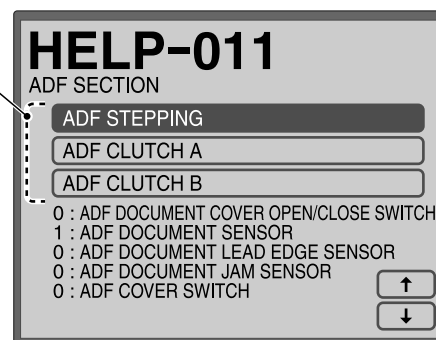 HELP-011
ADF SECTION
ADF STEPPING
ADF CLUTCH A
ADF CLUTCH B
0 : ADF DOCUMENT COVER OPEN/CLOSE SWITCH
1 : ADF DOCUMENT SENSOR
0 : ADF DOCUMENT LEAD EDGE SENSOR
0 : ADF DOCUMENT JAM SENSOR
0 : ADF COVER SWITCH
↑
↓